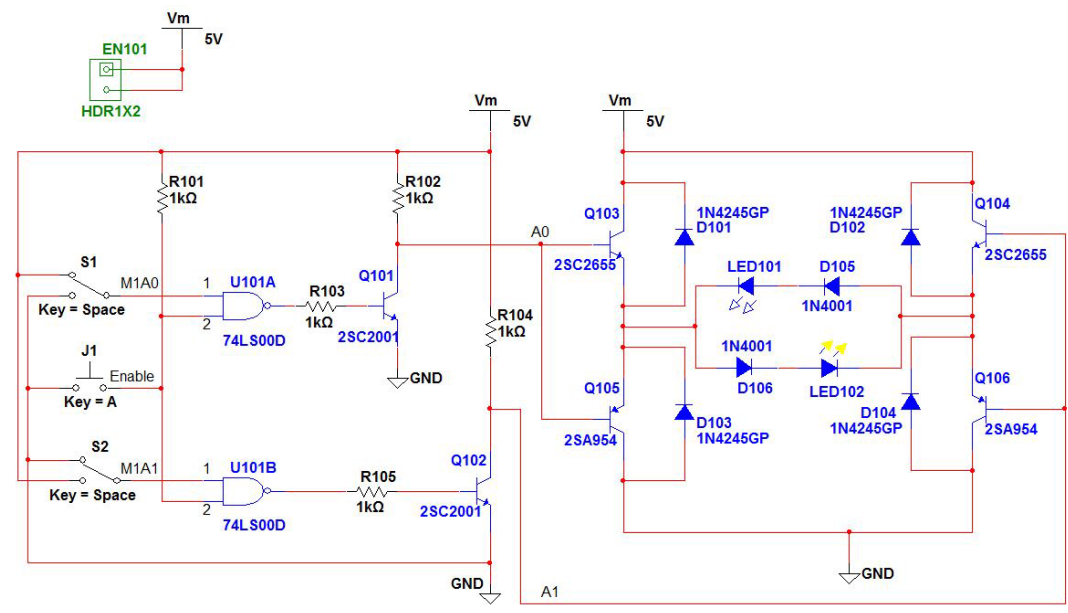 Vm
5V
EN101
HDR1X2
Vm
5V
Vm
5V
R101
1kΩ
R102
1kΩ
Q103
2SC2655
1N4245GP
D101
1N4245GP
D102
Q104
2SC2655
A0
S1
M1A0
Key = Space
1
2
U101A
74LS00D
R103
1kΩ
Q101
2SC2001
R104
1kΩ
LED101
D105
1N4001
1N4001
D106
LED102
J1
Enable
Key = A
GND
Q105
2SA954
D103
1N4245GP
D104
1N4245GP
Q106
2SA954
S2
M1A1
Key = Space
1
2
U101B
74LS00D
R105
1kΩ
Q102
2SC2001
GND
A1
GND